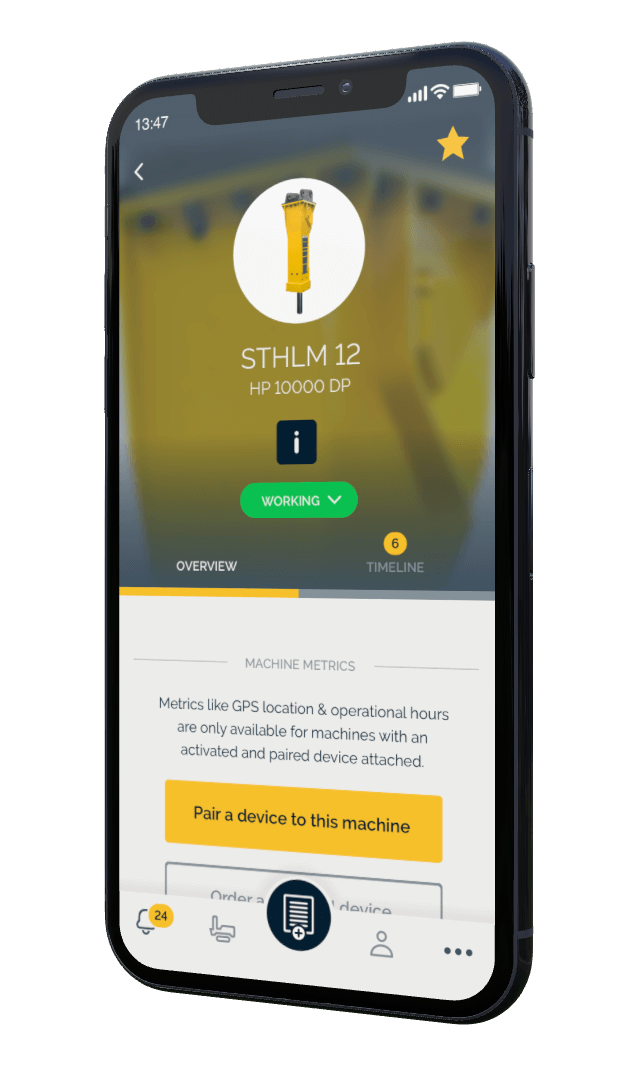 13:47
STHLM 12
HP 10000 DP
i
WORKING
6
OVERVIEW
TIMELINE
MACHINE METRICS
Metrics like GPS location & operational hours
are only available for machines with an
activated and paired device attached.
Pair a device to this machine
Order a device
24